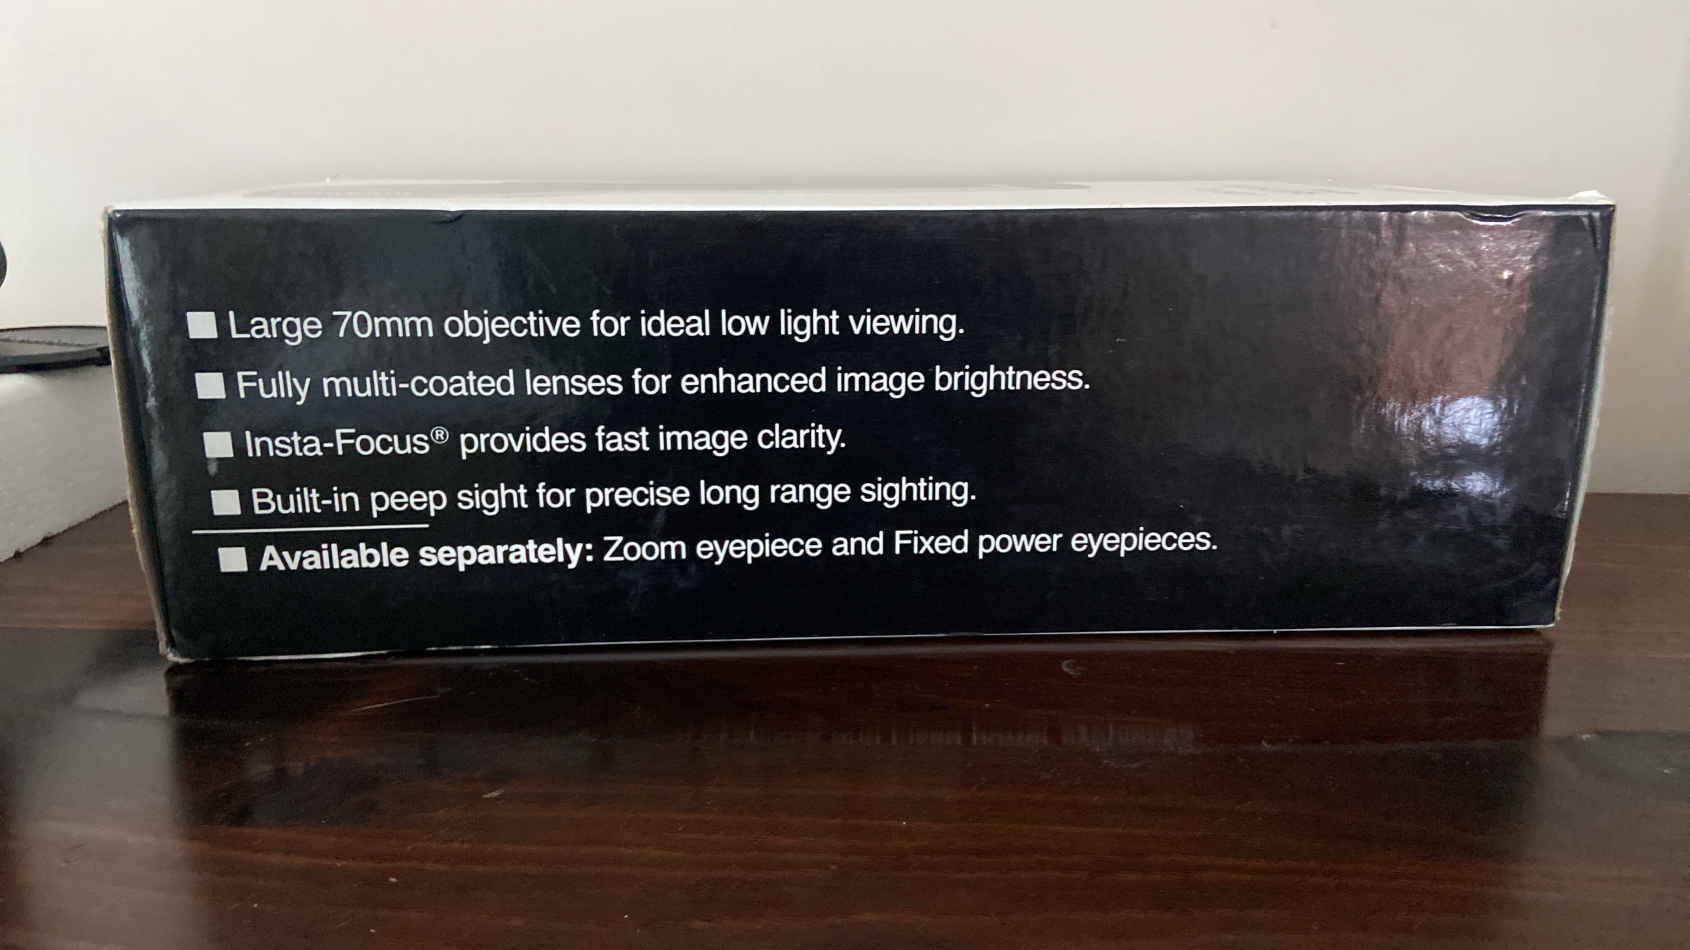 Large 70mm objective for ideal low light viewing.
Fully multi-coated lenses for enhanced image brightness.
Insta-Focus® provides fast image clarity.
Built-in peep sight for precise long range sighting.
Available separately: Zoom eyepiece and Fixed power eyepieces.